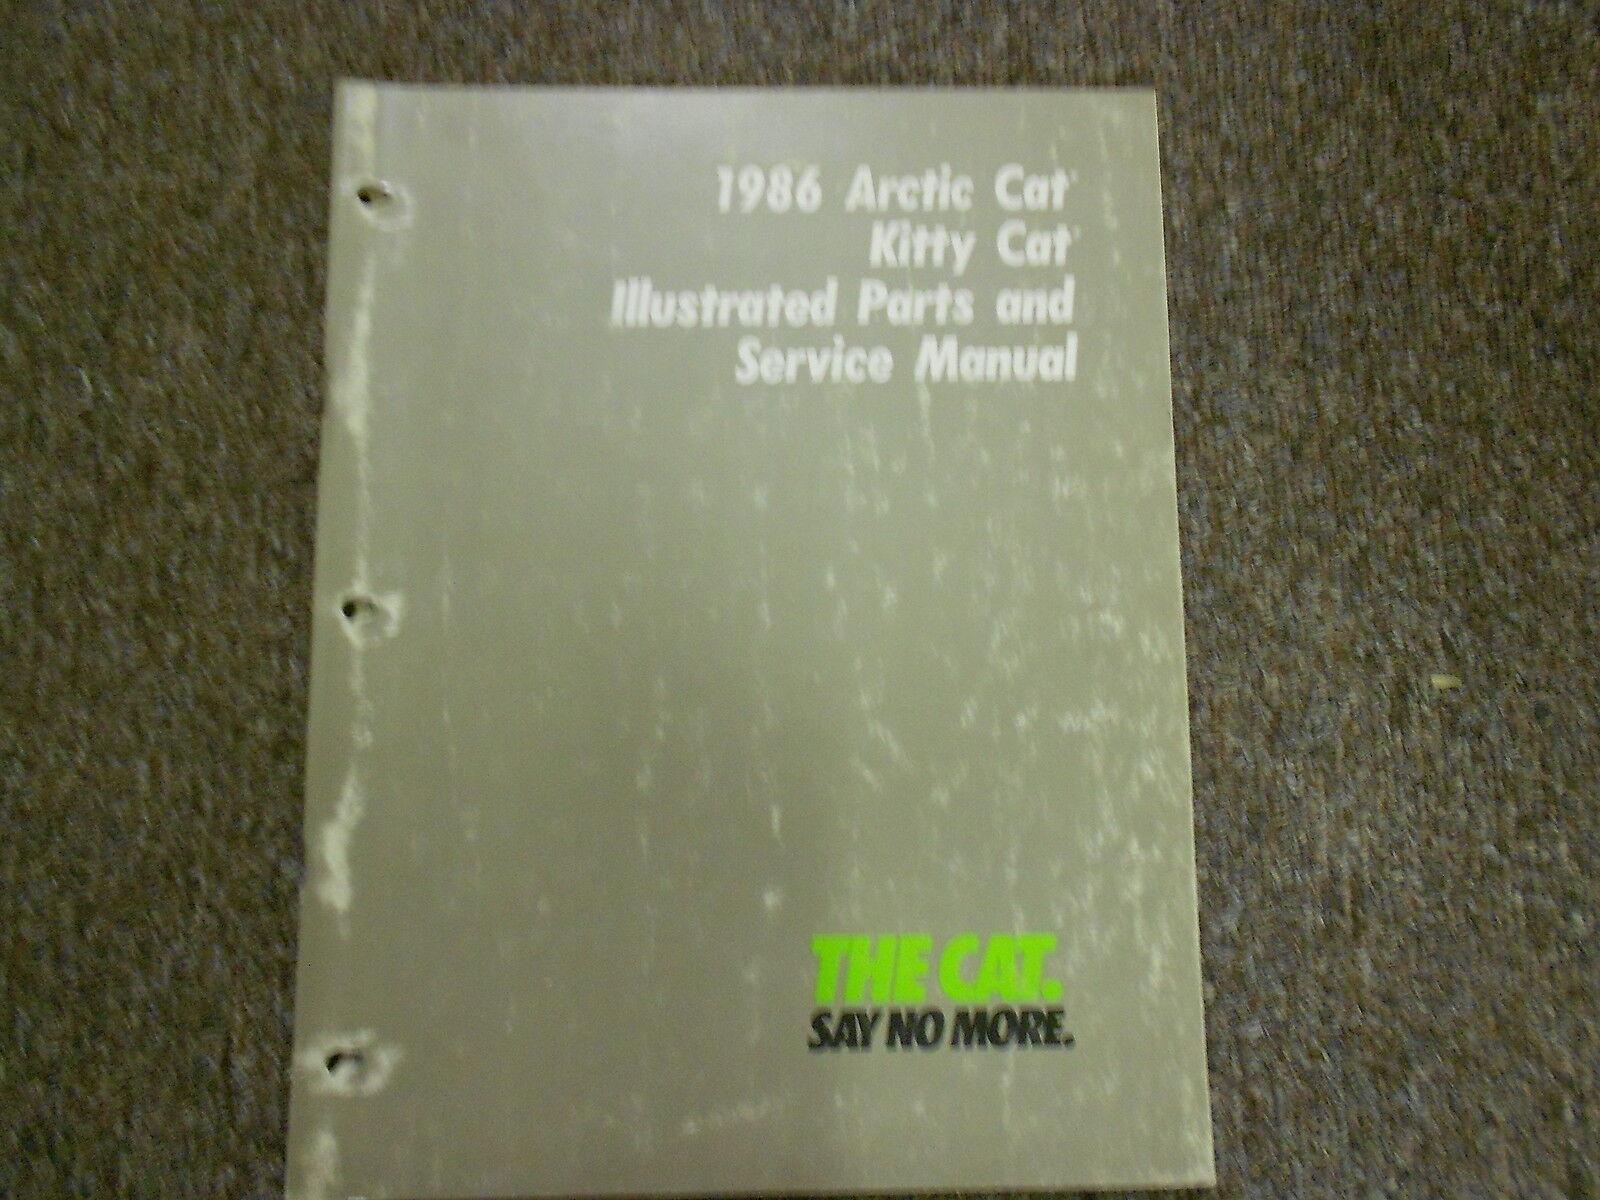 1986 Arctic Cat
Kitty Cat
Illustrated Parts and
Service Manual
THE CAT.
SAY NO MORE.